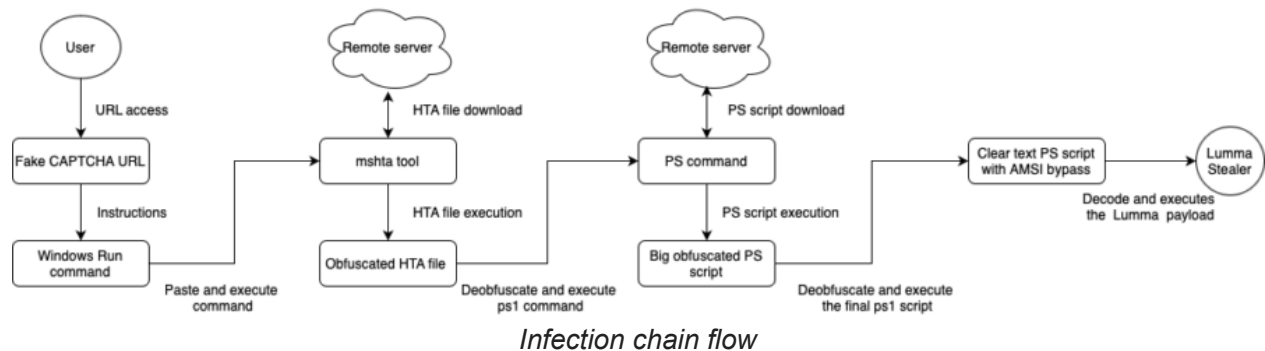 User
URL access
Fake CAPTCHA URL
Instructions
Windows Run
command
Paste and execute
command
Remote server
HTA file download
mshta tool
HTA file execution
Obfuscated HTA file
Deobfuscate and execute
ps1 command
Remote server
PS script download
PS command
PS script execution
Big obfuscated PS
script
Deobfuscate and execute
the final ps1 script
Clear text PS script
with AMSI bypass
Decode and executes
the Lumma payload
Lumma
Stealer
Infection chain flow